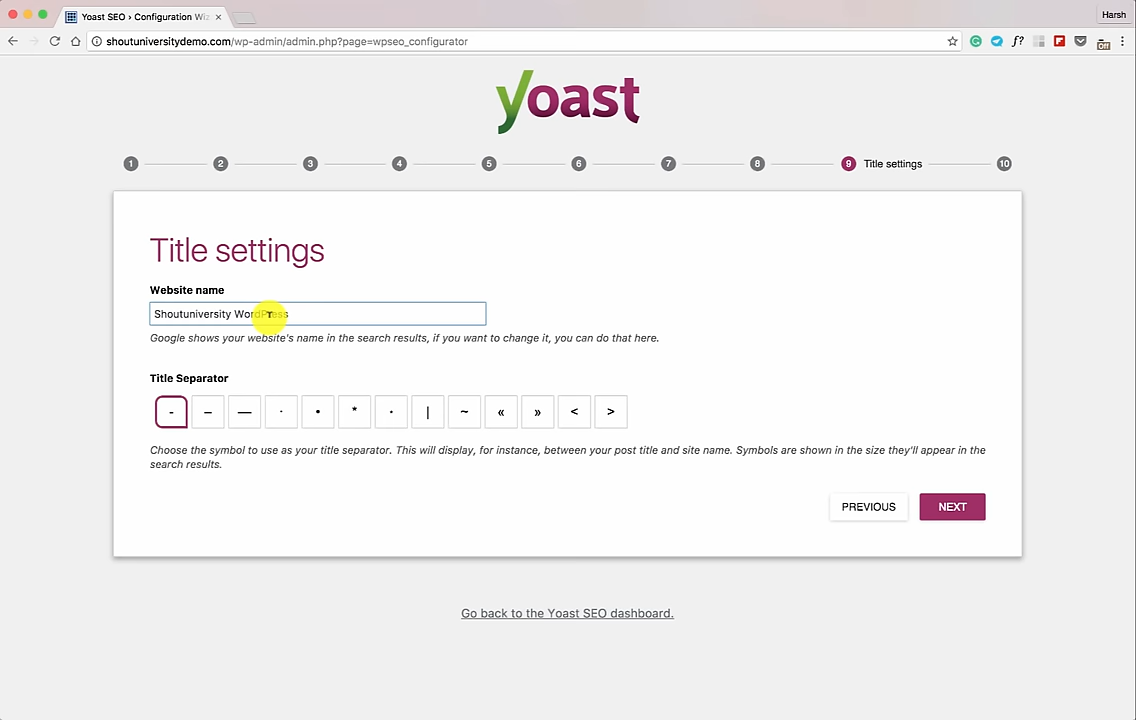 Yoast SEO › Configuration Wiz
Harsh
shoutuniversitydemo.com/wp-admin/admin.php?page=wpseo_configurator
f?
Off
yoast
1 2 3 4 5 6 7 8 9 Title settings 10
Title settings
Website name
Shoutuniversity WordPress
Google shows your website's name in the search results, if you want to change it, you can do that here.
Title Separator
- – — · • * ⋆ | ~ « » < >
Choose the symbol to use as your title separator. This will display, for instance, between your post title and site name. Symbols are shown in the size they'll appear in the
search results.
PREVIOUS NEXT
Go back to the Yoast SEO dashboard.